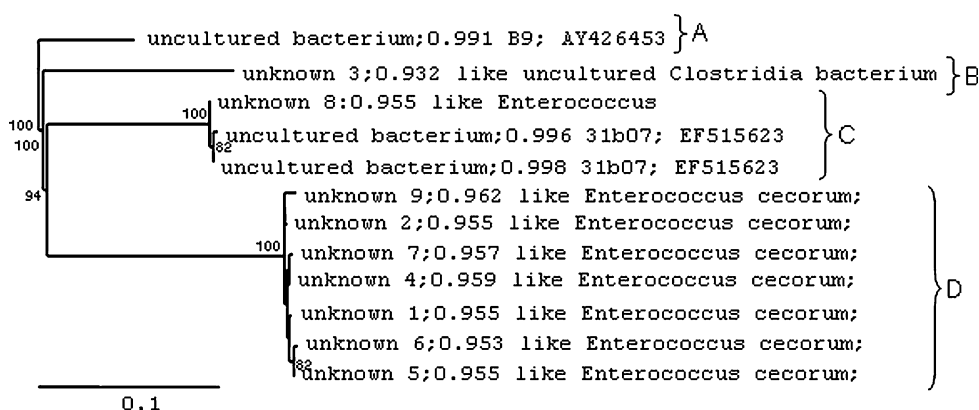 uncultured bacterium;0.991 B9; AY426453 A
unknown 3;0.932 like uncultured Clostridia bacterium B
unknown 8:0.955 like Enterococcus
100
uncultured bacterium;0.996 31b07; EF515623 C
100
100
82
uncultured bacterium;0.998 31b07; EF515623
94
unknown 9;0.962 like Enterococcus cecorum;
unknown 2;0.955 like Enterococcus cecorum;
100
unknown 7;0.957 like Enterococcus cecorum;
unknown 4;0.959 like Enterococcus cecorum; D
unknown 1;0.955 like Enterococcus cecorum;
unknown 6;0.953 like Enterococcus cecorum;
82
unknown 5;0.955 like Enterococcus cecorum;
0.1